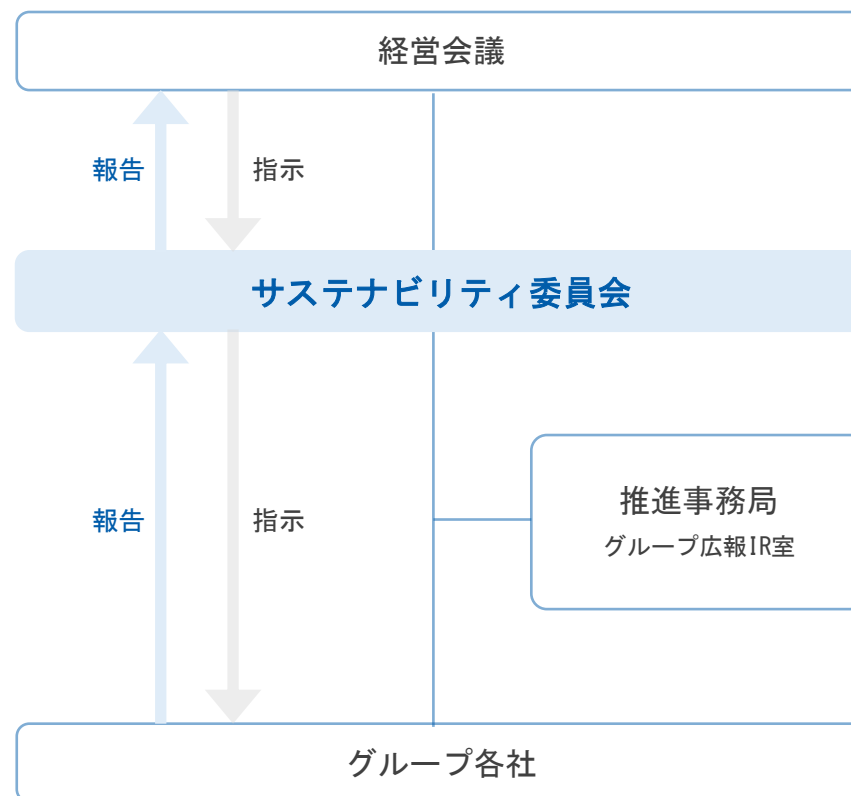 経営会議
報告
指示
サステナビリティ委員会
推進事務局
グループ広報IR室
報告
指示
グループ各社